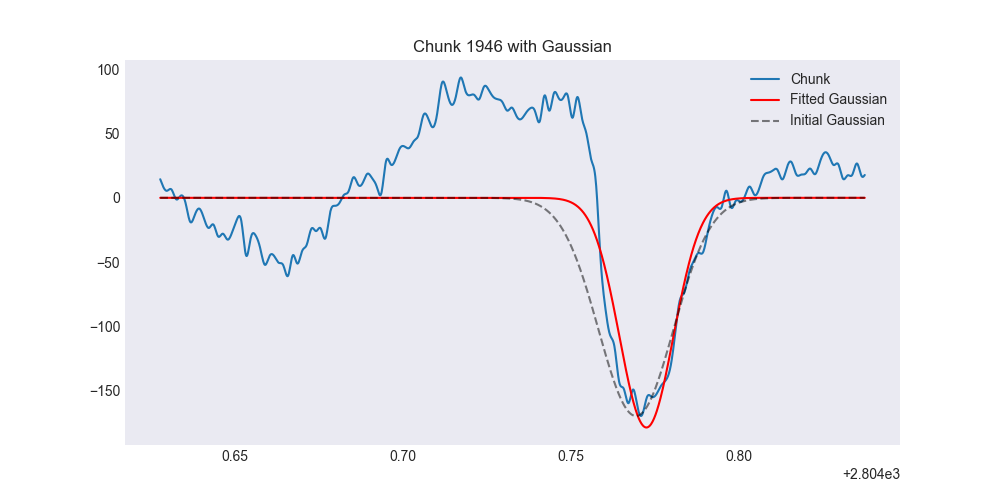 Chunk 1946 with Gaussian
100
50
0
−50
−100
−150
Chunk
Fitted Gaussian
Initial Gaussian
0.65 0.70 0.75 0.80
+2.804e3